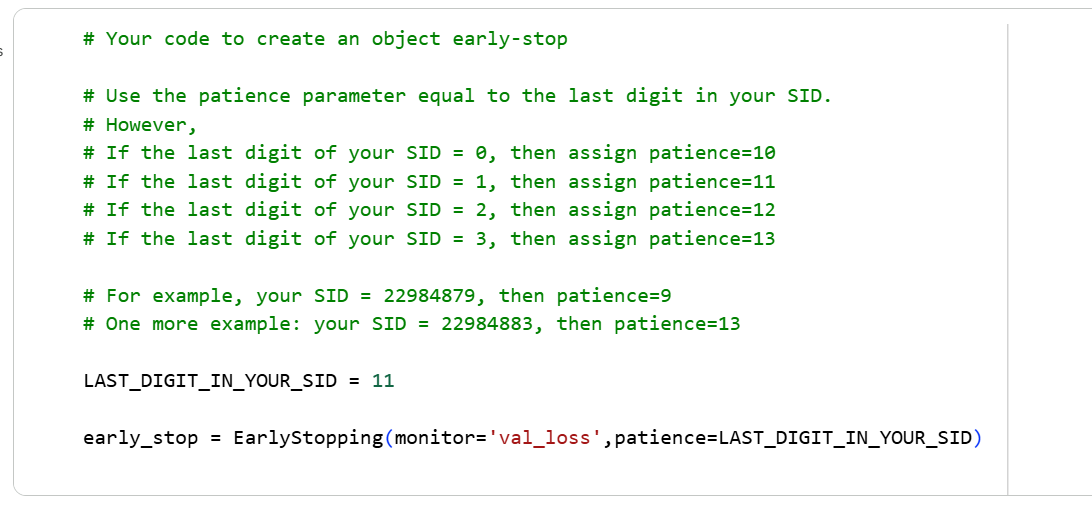 s
# Your code to create an object early-stop
# Use the patience parameter equal to the last digit in your SID.
# However,
# If the last digit of your SID = 0, then assign patience=10
# If the last digit of your SID = 1, then assign patience=11
# If the last digit of your SID = 2, then assign patience=12
# If the last digit of your SID = 3, then assign patience=13
# For example, your SID = 22984879, then patience=9
# One more example: your SID = 22984883, then patience=13
LAST_DIGIT_IN_YOUR_SID = 11
early_stop = EarlyStopping(monitor='val_loss',patience=LAST_DIGIT_IN_YOUR_SID)